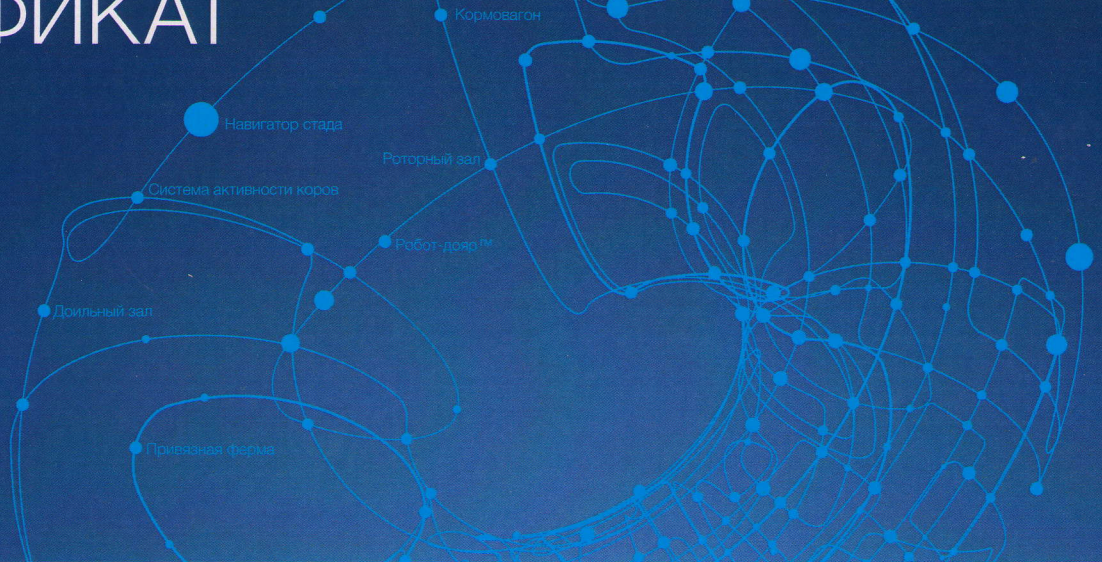 ФИКАТ
Кормовагон
Навигатор стада
Роторный зал
Система активности коров
Робот-дояр™
Доильный зал
Привязная ферма